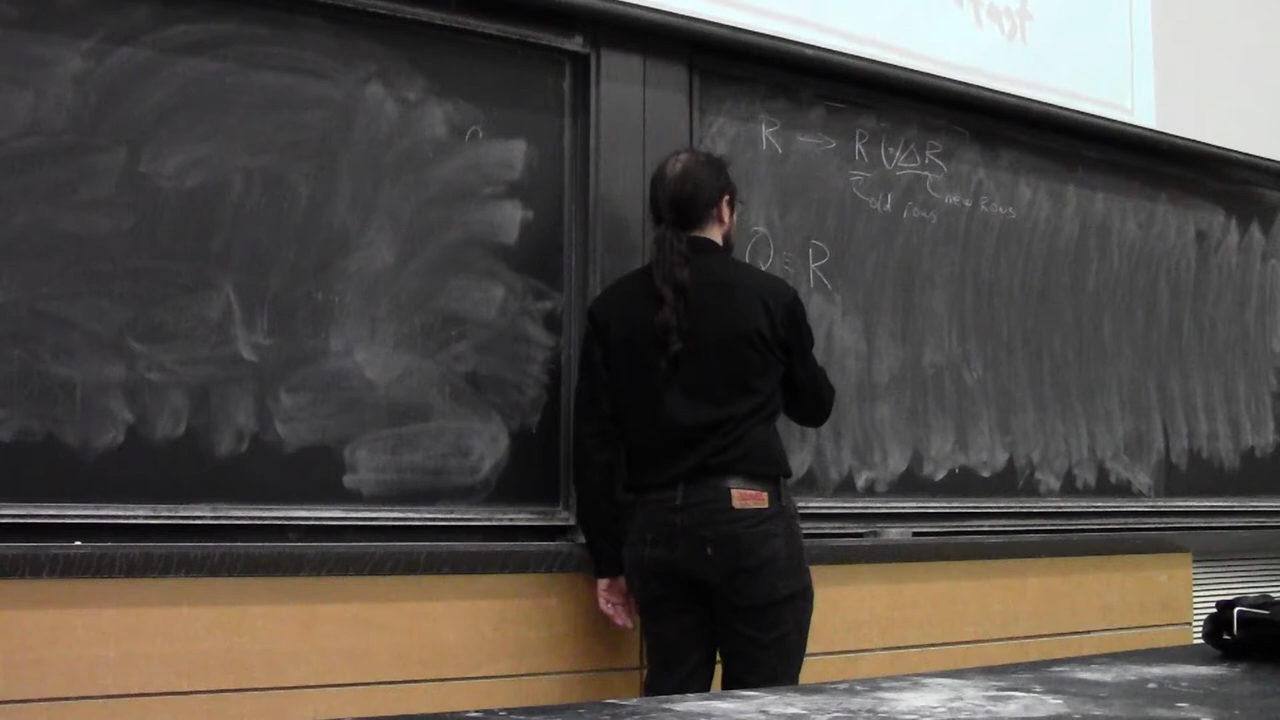 R → R ⊎ ΔR
old rows new Rows
Q ≡ R